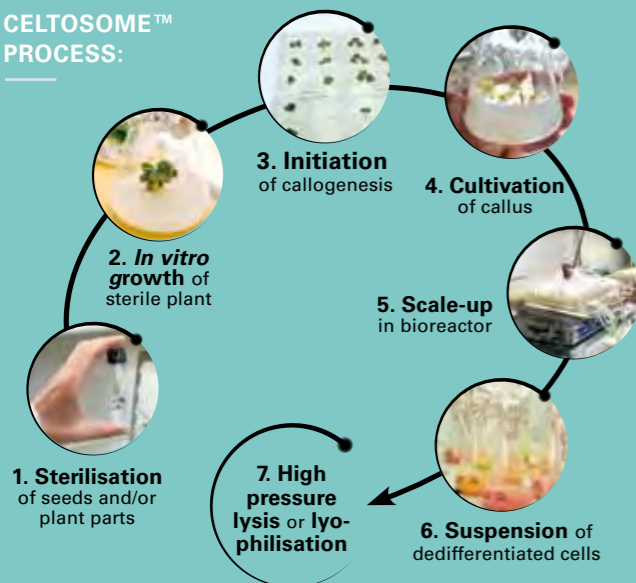 CELTOSOME™
PROCESS:
1. Sterilisation
of seeds and/or
plant parts
2. In vitro
growth of
sterile plant
3. Initiation
of callogenesis
4. Cultivation
of callus
5. Scale-up
in bioreactor
6. Suspension of
dedifferentiated cells
7. High
pressure
lysis or lyo-
philisation